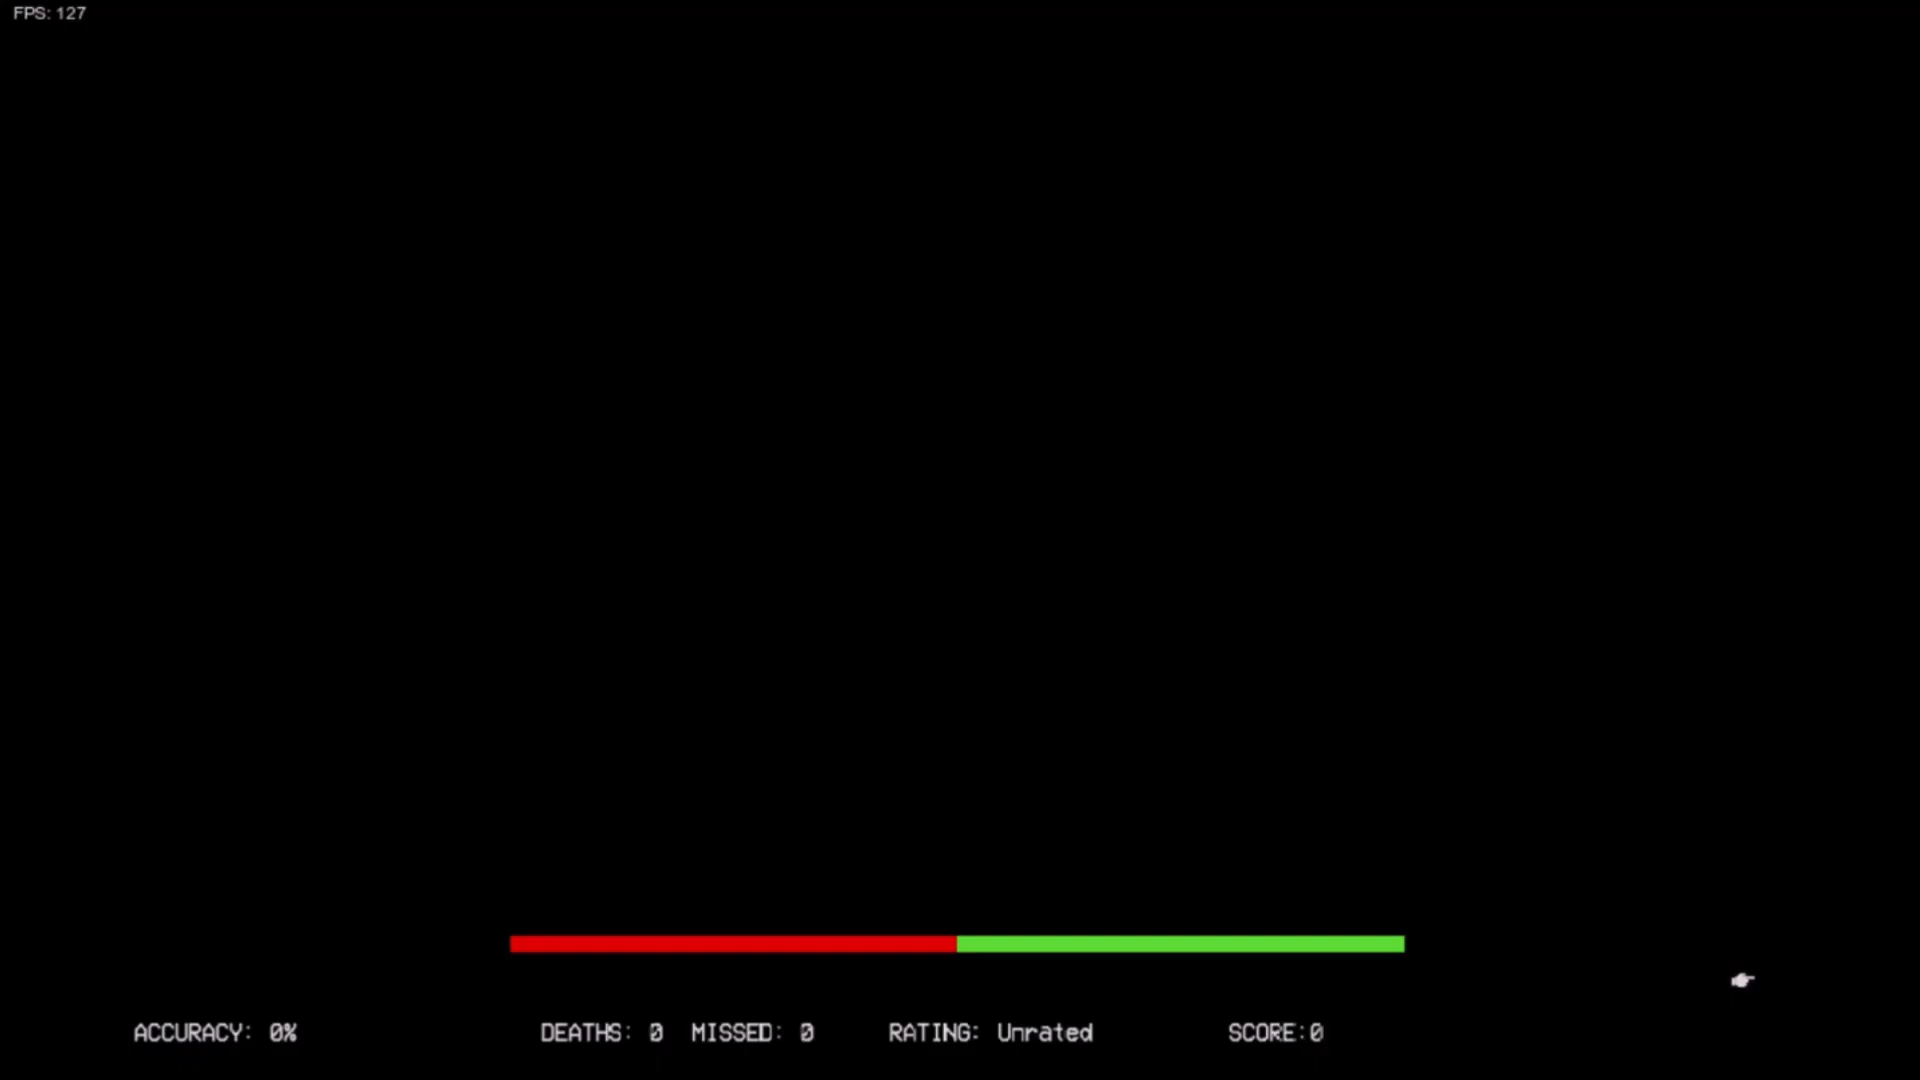 FPS: 127
ACCURACY: 0% DEATHS: 0 MISSED: 0 RATING: Unrated SCORE:0